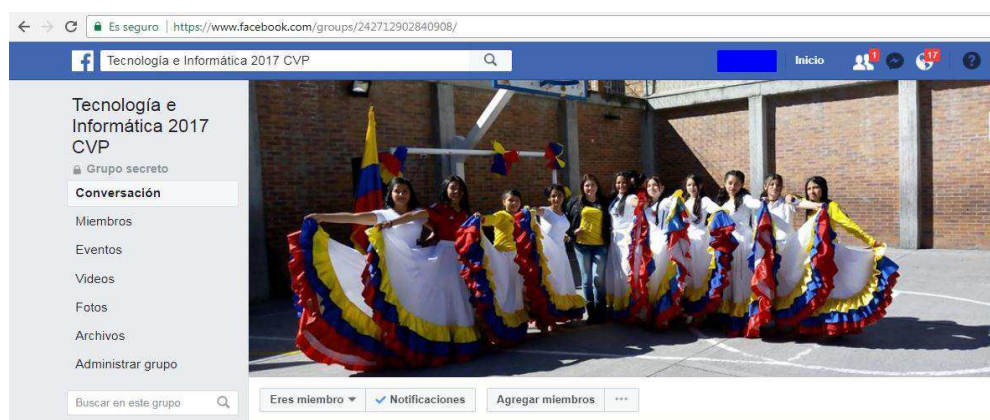 Es seguro | https://www.facebook.com/groups/242712902840908/
f Tecnología e Informática 2017 CVP
Inicio 1 17 ?
Tecnología e
Informática 2017
CVP
Grupo secreto
Conversación
Miembros
Eventos
Videos
Fotos
Archivos
Administrar grupo
Buscar en este grupo
Eres miembro Notificaciones Agregar miembros ...